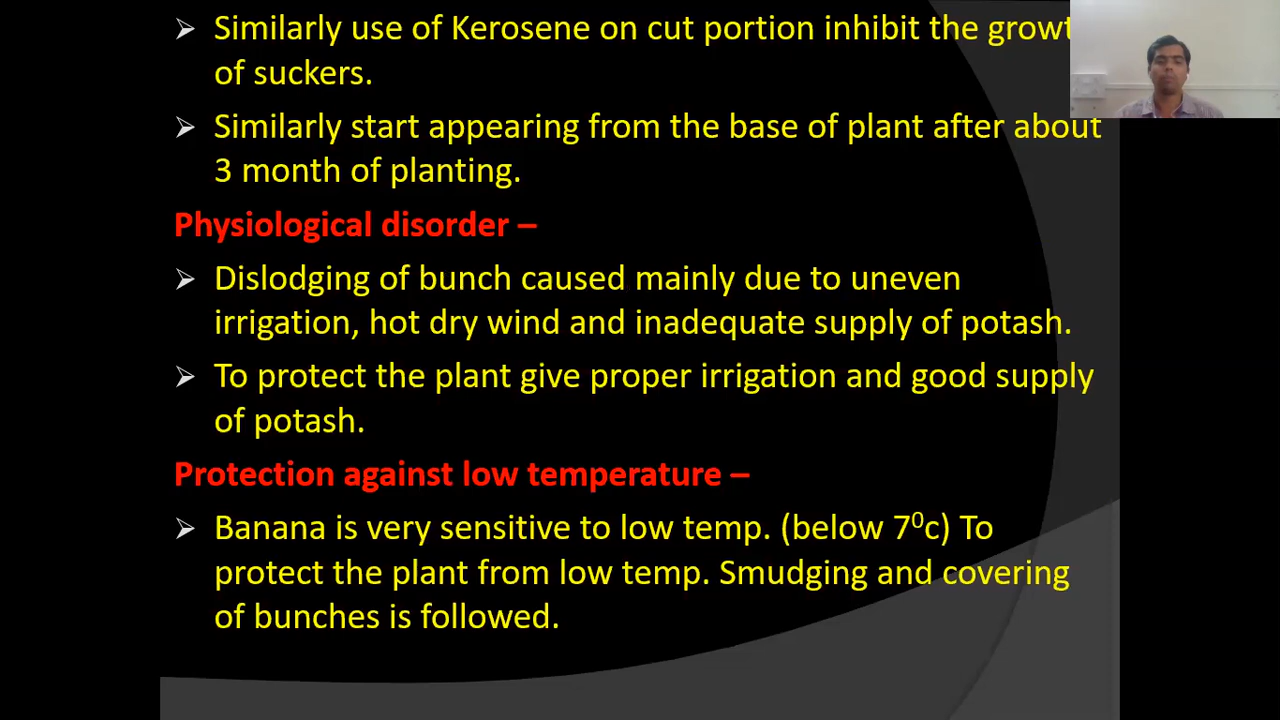 Similarly use of Kerosene on cut portion inhibit the growt
of suckers.
Similarly start appearing from the base of plant after about
3 month of planting.
Physiological disorder –
Dislodging of bunch caused mainly due to uneven
irrigation, hot dry wind and inadequate supply of potash.
To protect the plant give proper irrigation and good supply
of potash.
Protection against low temperature –
Banana is very sensitive to low temp. (below 7⁰c) To
protect the plant from low temp. Smudging and covering
of bunches is followed.